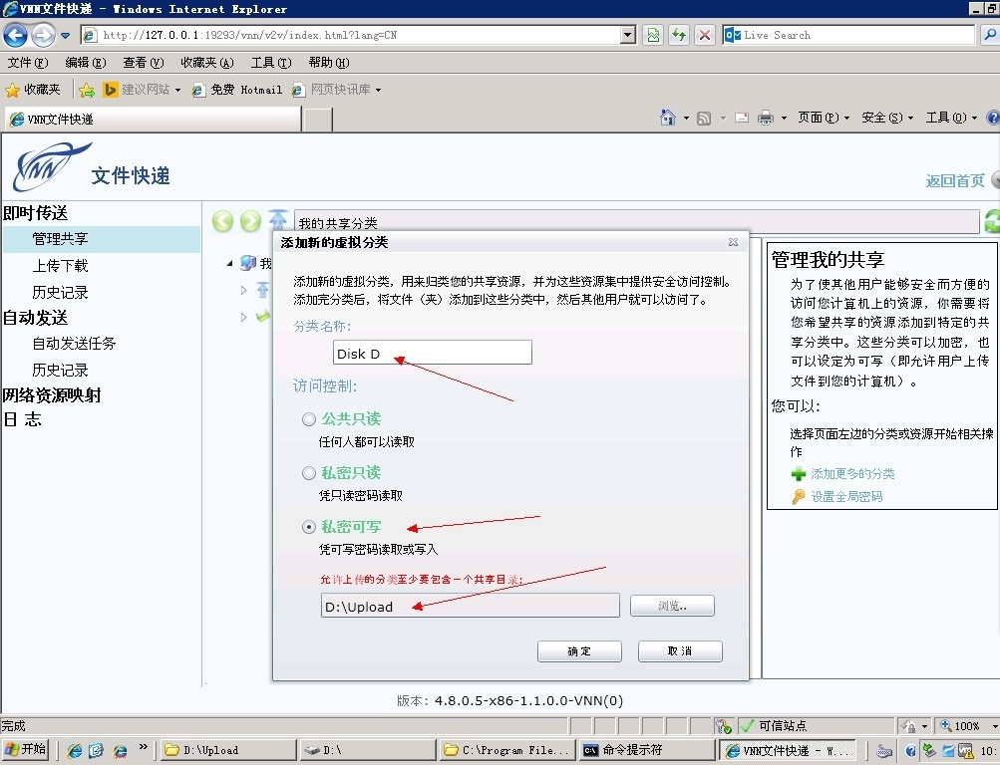 VNN文件快递 - Windows Internet Explorer
http://127.0.0.1:19293/vnn/v2v/index.html?lang=CN
Live Search
文件(F) 编辑(E) 查看(V) 收藏夹(A) 工具(T) 帮助(H)
收藏夹 建议网站 免费 Hotmail 网页快讯库
VNN文件快递
页面(P) 安全(S) 工具(O)
VNN 文件快递
返回首页
即时传送
管理共享
上传下载
历史记录
自动发送
自动发送任务
历史记录
网络资源映射
日 志
我的共享分类
我
添加新的虚拟分类
添加新的虚拟分类，用来归类您的共享资源，并为这些资源集中提供安全访问控制。
添加完分类后，将文件（夹）添加到这些分类中，然后其他用户就可以访问了。
分类名称:
Disk D
访问控制:
公共只读
任何人都可以读取
私密只读
凭只读密码读取
私密可写
凭可写密码读取或写入
允许上传的分类至少要包含一个共享目录:
D:\Upload
浏览..
确定
取消
管理我的共享
为了使其他用户能够安全而方便的
访问您计算机上的资源，你需要将
您希望共享的资源添加到特定的共
享分类中。这些分类可以加密，也
可以设定为可写（即允许用户上传
文件到您的计算机）。
您可以:
选择页面左边的分类或资源开始相关操
作
添加更多的分类
设置全局密码
版本: 4.8.0.5-x86-1.1.0.0-VNN(0)
完成
可信站点
100%
开始
D:\Upload
D:\
C:\Program File...
命令提示符
VNN文件快递 - W...
10: